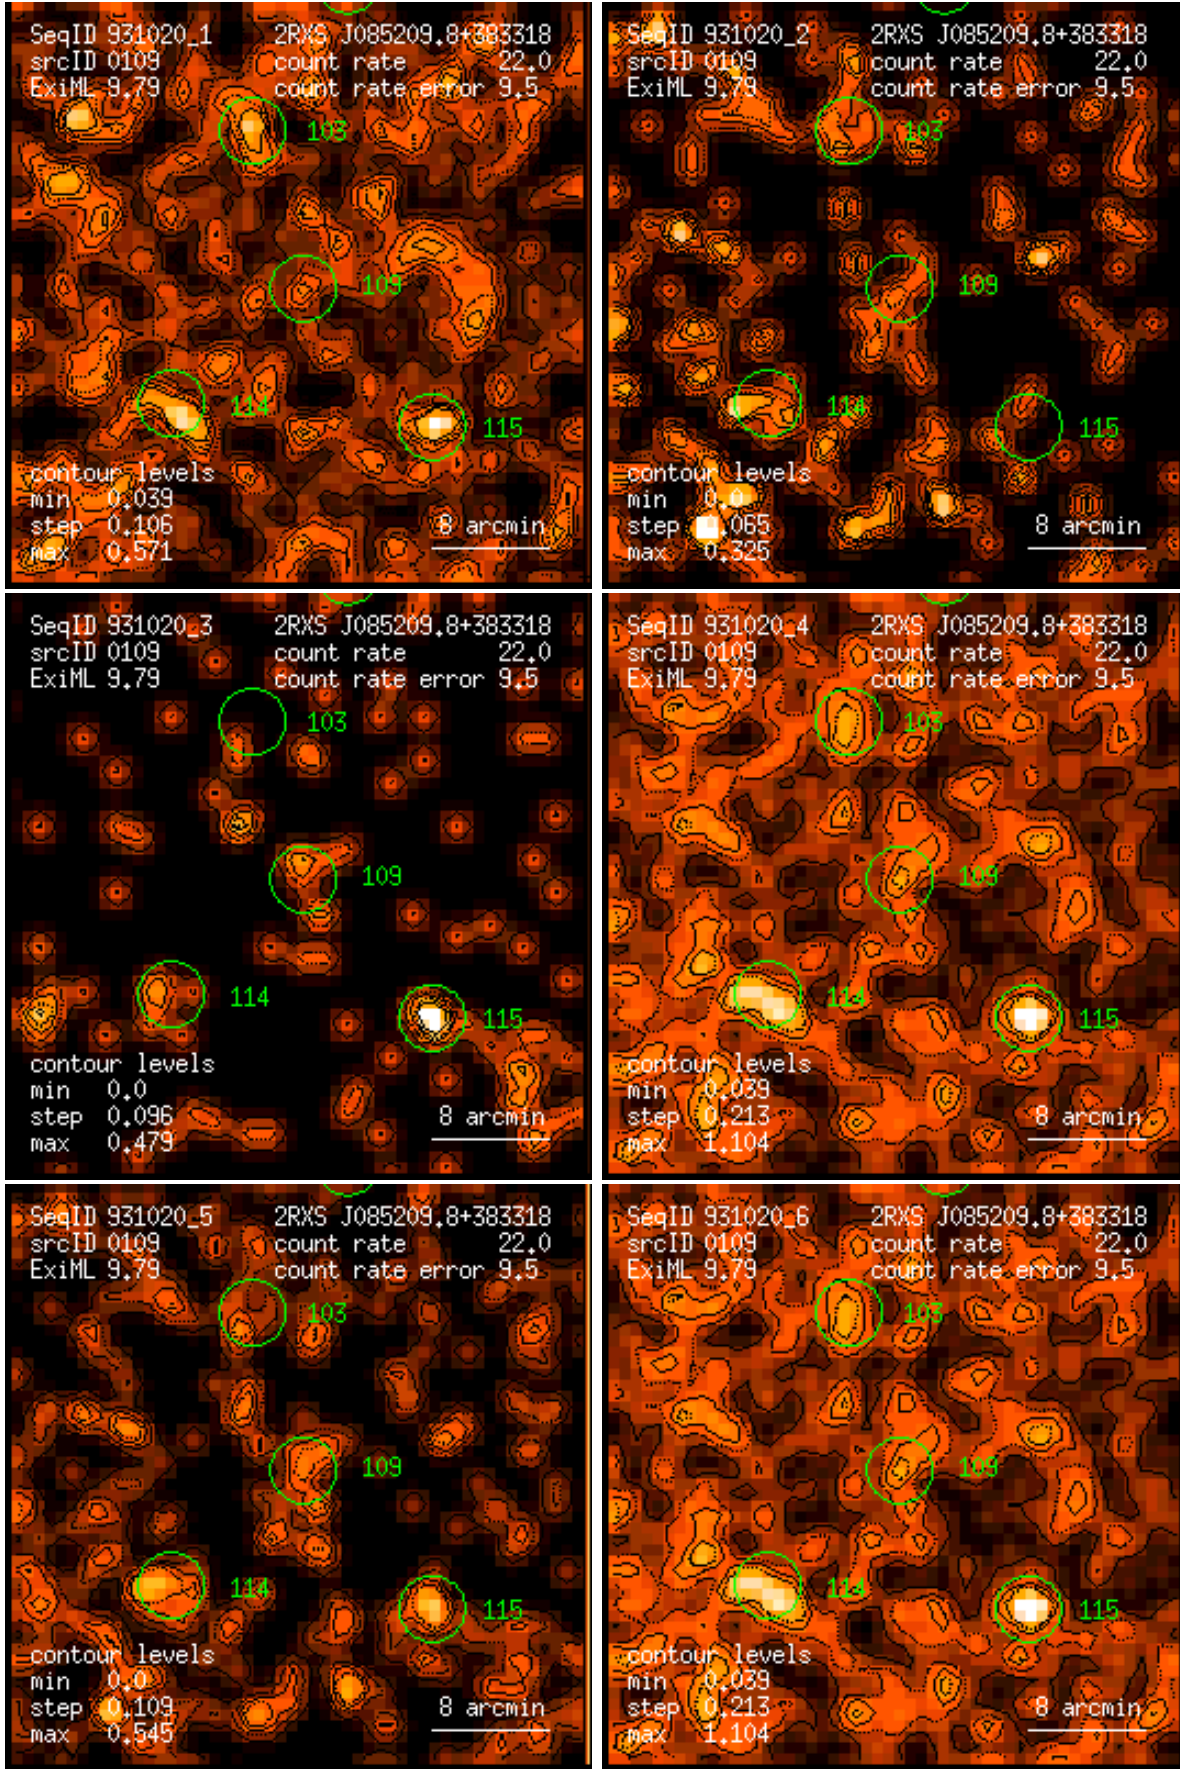 SeqID 931020_1 2RXS J085209.8+383318
srcID 0109 count rate 22.0
ExiML 9.79 count rate error 9.5
103
109
114
115
contour levels
min 0.039
step 0.106
max 0.571
8 arcmin
SeqID 931020_2 2RXS J085209.8+383318
srcID 0109 count rate 22.0
ExiML 9.79 count rate error 9.5
103
109
114
115
contour levels
min 0.0
step 0.065
max 0.325
8 arcmin
SeqID 931020_3 2RXS J085209.8+383318
srcID 0109 count rate 22.0
ExiML 9.79 count rate error 9.5
103
109
114
115
contour levels
min 0.0
step 0.096
max 0.479
8 arcmin
SeqID 931020_4 2RXS J085209.8+383318
srcID 0109 count rate 22.0
ExiML 9.79 count rate error 9.5
103
109
114
115
contour levels
min 0.039
step 0.213
max 1.104
8 arcmin
SeqID 931020_5 2RXS J085209.8+383318
srcID 0109 count rate 22.0
ExiML 9.79 count rate error 9.5
103
109
114
115
contour levels
min 0.0
step 0.109
max 0.545
8 arcmin
SeqID 931020_6 2RXS J085209.8+383318
srcID 0109 count rate 22.0
ExiML 9.79 count rate error 9.5
103
109
114
115
contour levels
min 0.039
step 0.213
max 1.104
8 arcmin